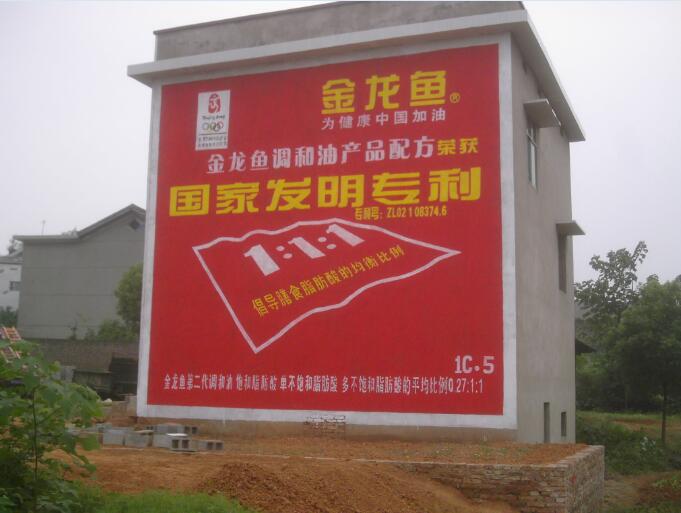 金龙鱼®
为健康中国加油
Beijing 2008
金龙鱼调和油产品配方荣获
国家发明专利
专利号：ZL02 1 08374.6
1:1:1
倡导膳食脂肪酸的均衡比例
1C·5
金龙鱼第二代调和油 饱和脂肪酸 单不饱和脂肪酸 多不饱和脂肪酸的平均比例0.27:1:1